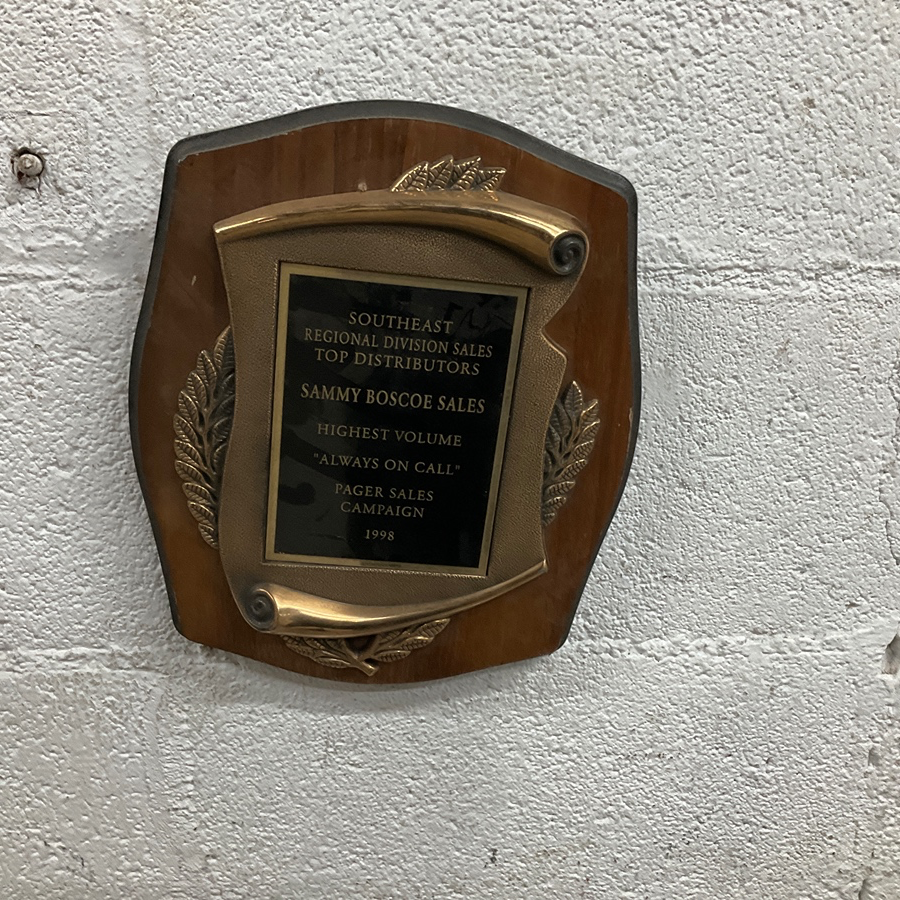 SOUTHEAST
REGIONAL DIVISION SALES
TOP DISTRIBUTORS
SAMMY BOSCOE SALES
HIGHEST VOLUME
"ALWAYS ON CALL"
PAGER SALES
CAMPAIGN
1998